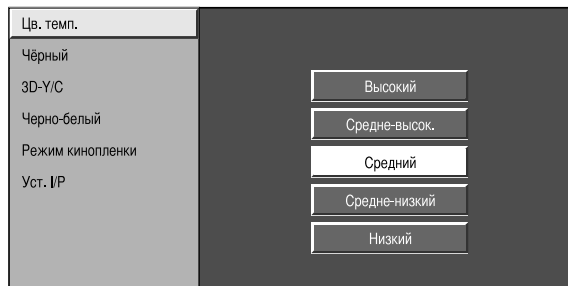 Цв. темп.
Чёрный
3D-Y/C
Черно-белый
Режим кинопленки
Уст. I/P
Высокий
Средне-высок.
Средний
Средне-низкий
Низкий